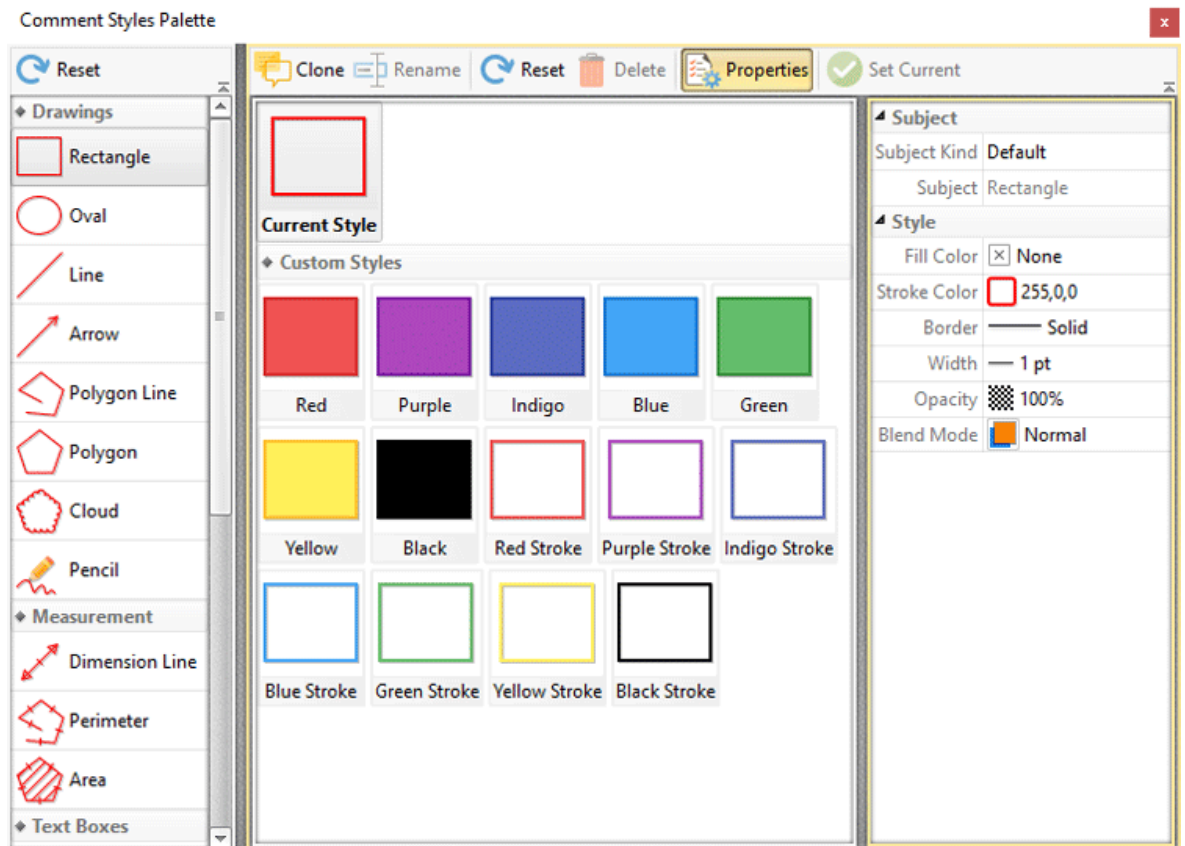 Comment Styles Palette
x
Reset
Clone Rename Reset Delete Properties Set Current
Drawings
Rectangle
Oval
Line
Arrow
Polygon Line
Polygon
Cloud
Pencil
Measurement
Dimension Line
Perimeter
Area
Text Boxes
Current Style
Custom Styles
Red Purple Indigo Blue Green
Yellow Black Red Stroke Purple Stroke Indigo Stroke
Blue Stroke Green Stroke Yellow Stroke Black Stroke
Subject
Subject Kind Default
Subject Rectangle
Style
Fill Color None
Stroke Color 255,0,0
Border Solid
Width 1 pt
Opacity 100%
Blend Mode Normal